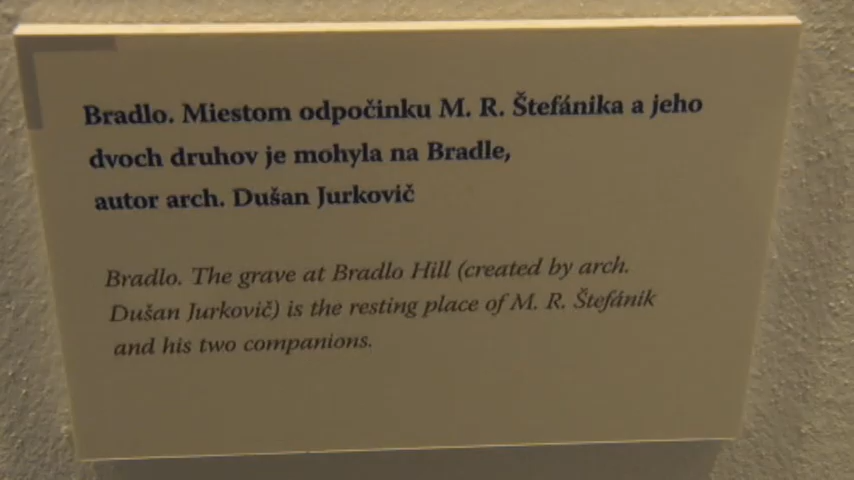 Bradlo. Miestom odpočinku M. R. Štefánika a jeho
dvoch druhov je mohyla na Bradle,
autor arch. Dušan Jurkovič
Bradlo. The grave at Bradlo Hill (created by arch.
Dušan Jurkovič) is the resting place of M. R. Štefánik
and his two companions.